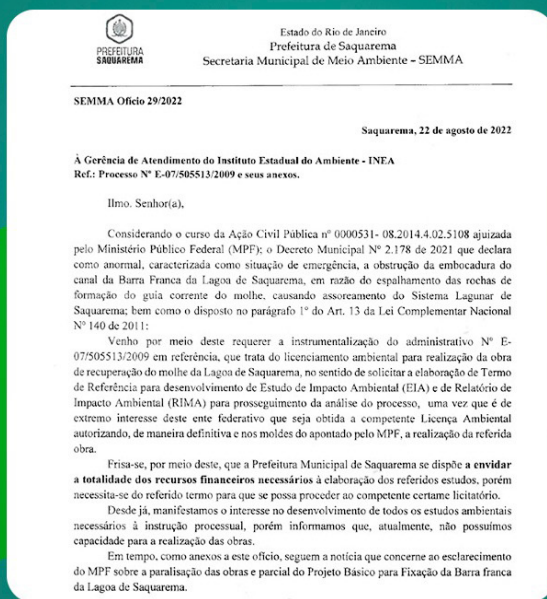 PREFEITURA
SAQUAREMA
Estado do Rio de Janeiro
Prefeitura de Saquarema
Secretaria Municipal de Meio Ambiente – SEMMA
SEMMA Ofício 29/2022
Saquarema, 22 de agosto de 2022
À Gerência de Atendimento do Instituto Estadual do Ambiente - INEA
Ref.: Processo Nº E-07/505513/2009 e seus anexos.
Ilmo. Senhor(a),
Considerando o curso da Ação Civil Pública nº 0000531- 08.2014.4.02.5108 ajuizada
pelo Ministério Público Federal (MPF); o Decreto Municipal Nº 2.178 de 2021 que declara
como anormal, caracterizada como situação de emergência, a obstrução da embocadura do
canal da Barra Franca da Lagoa de Saquarema, em razão do espalhamento das rochas de
formação do guia corrente do molhe, causando assoreamento do Sistema Lagunar de
Saquarema; bem como o disposto no parágrafo 1º do Art. 13 da Lei Complementar Nacional
Nº 140 de 2011:
Venho por meio deste requerer a instrumentalização do administrativo Nº E-
07/505513/2009 em referência, que trata do licenciamento ambiental para realização da obra
de recuperação do molhe da Lagoa de Saquarema, no sentido de solicitar a elaboração de Termo
de Referência para desenvolvimento de Estudo de Impacto Ambiental (EIA) e de Relatório de
Impacto Ambiental (RIMA) para prosseguimento da análise do processo, uma vez que é de
extremo interesse deste ente federativo que seja obtida a competente Licença Ambiental
autorizando, de maneira definitiva e nos moldes do apontado pelo MPF, a realização da referida
obra.
Frisa-se, por meio deste, que a Prefeitura Municipal de Saquarema se dispõe a envidar
a totalidade dos recursos financeiros necessários à elaboração dos referidos estudos, porém
necessita-se do referido termo para que se possa proceder ao competente certame licitatório.
Desde já, manifestamos o interesse no desenvolvimento de todos os estudos ambientais
necessários à instrução processual, porém informamos que, atualmente, não possuímos
capacidade para a realização das obras.
Em tempo, como anexos a este ofício, seguem a notícia que concerne ao esclarecimento
do MPF sobre a paralisação das obras e parcial do Projeto Básico para Fixação da Barra franca
da Lagoa de Saquarema.